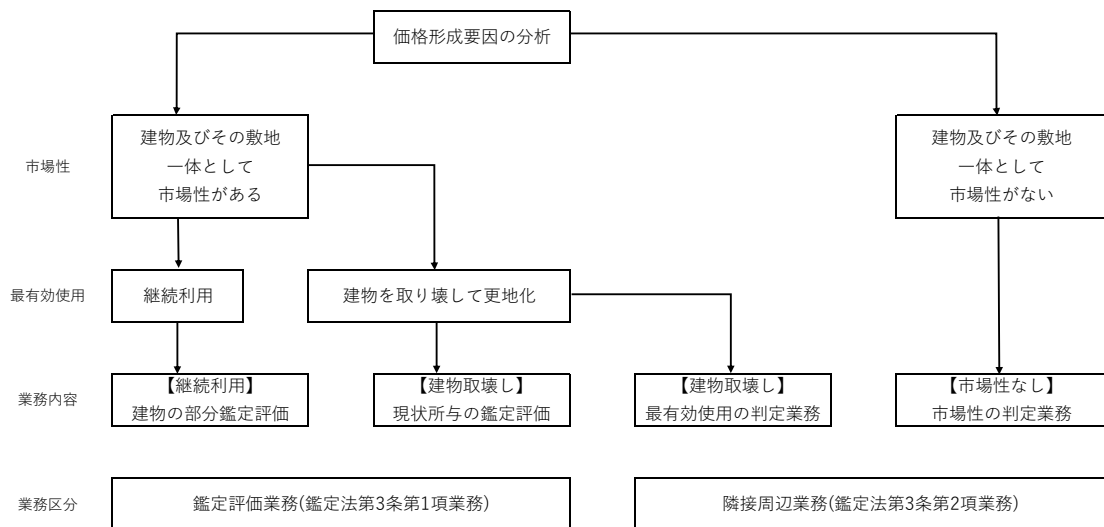 価格形成要因の分析
市場性
建物及びその敷地
一体として
市場性がある
建物及びその敷地
一体として
市場性がない
最有効使用
継続利用
建物を取り壊して更地化
業務内容
【継続利用】
建物の部分鑑定評価
【建物取壊し】
現状所与の鑑定評価
【建物取壊し】
最有効使用の判定業務
【市場性なし】
市場性の判定業務
業務区分
鑑定評価業務(鑑定法第3条第1項業務)
隣接周辺業務(鑑定法第3条第2項業務)